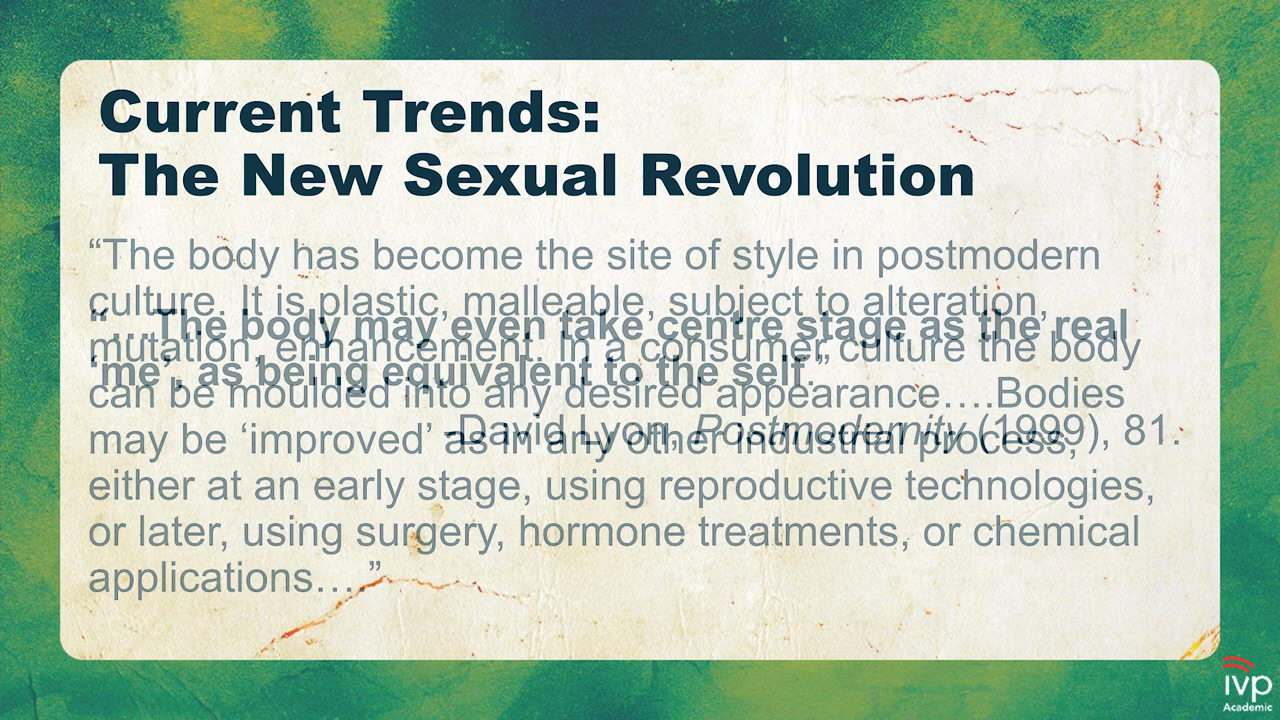 Current Trends:
The New Sexual Revolution
“The body has become the site of style in postmodern
culture. It is plastic, malleable, subject to alteration,
mutation, enhancement. In a consumer culture the body
can be moulded into any desired appearance….Bodies
may be ‘improved’ as in any other industrial process,
either at an early stage, using reproductive technologies,
or later, using surgery, hormone treatments, or chemical
applications….”
“….The body may even take centre stage as the real
‘me’, as being equivalent to the self.”
-David Lyon, Postmodernity (1999), 81.
ivp
Academic